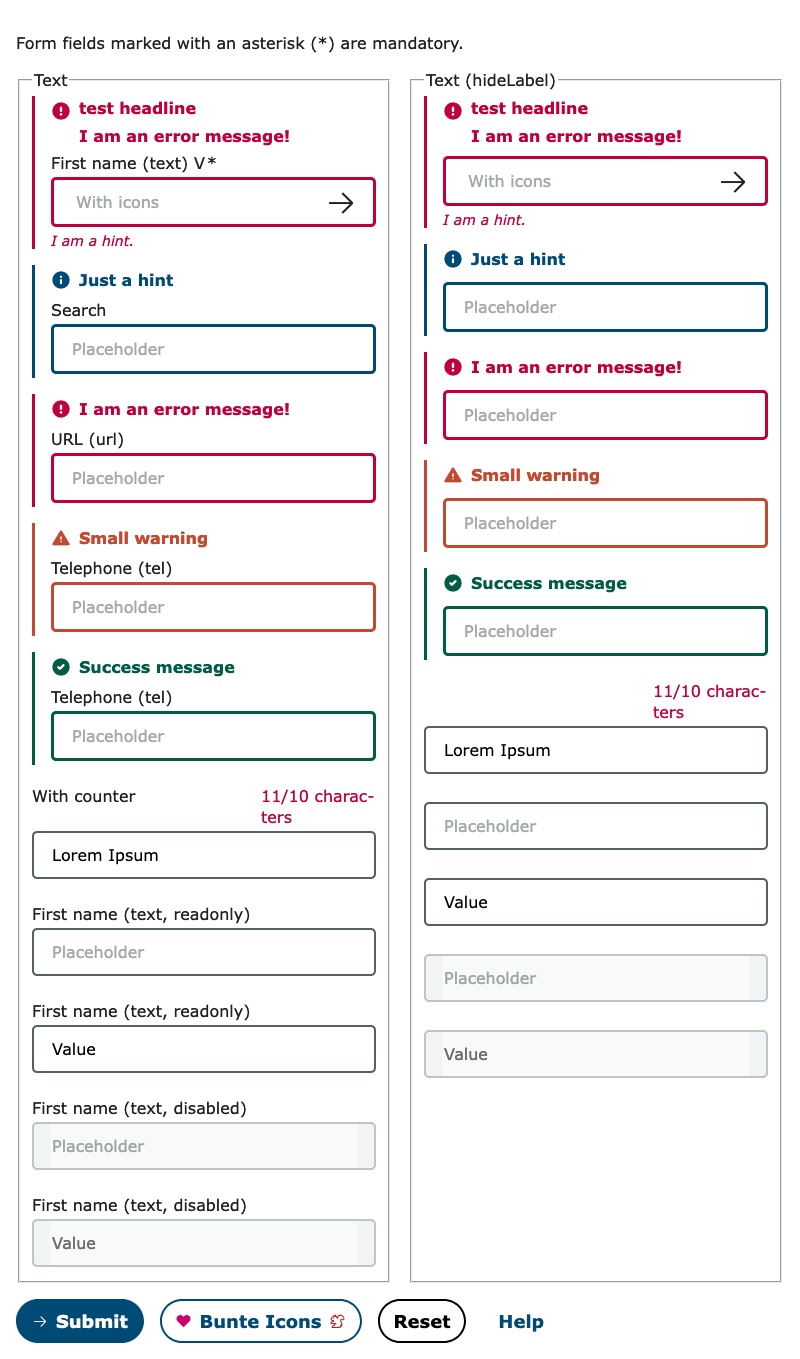 Form fields marked with an asterisk (*) are mandatory.
Text
test headline
I am an error message!
First name (text) V*
With icons
I am a hint.
Just a hint
Search
Placeholder
I am an error message!
URL (url)
Placeholder
Small warning
Telephone (tel)
Placeholder
Success message
Telephone (tel)
Placeholder
With counter
11/10 charac-
ters
Lorem Ipsum
First name (text, readonly)
Placeholder
First name (text, readonly)
Value
First name (text, disabled)
Placeholder
First name (text, disabled)
Value
Text (hideLabel)
test headline
I am an error message!
With icons
I am a hint.
Just a hint
Placeholder
I am an error message!
Placeholder
Small warning
Placeholder
Success message
Placeholder
11/10 charac-
ters
Lorem Ipsum
Placeholder
Value
Placeholder
Value
Submit
Bunte Icons
Reset
Help